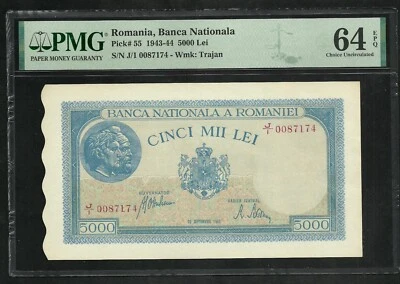 PMG
PAPER MONEY GUARANTY
Romania, Banca Nationala
Pick# 55 1943-44 5000 Lei
S/N J/1 0087174 - Wmk: Trajan
64 EPQ
Choice Uncirculated
BANCA NATIONALA A ROMANIEI
CINCI MII LEI
J/1 0087174
GUVERNATOR
J/1 0087174
5000
5000